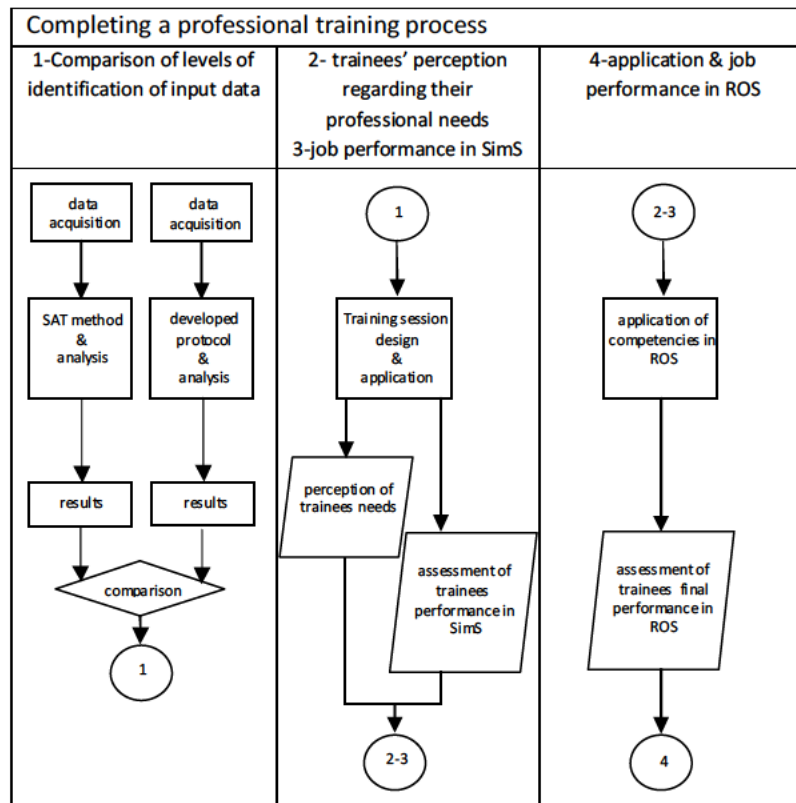 Completing a professional training process
1-Comparison of levels of
identification of input data
2- trainees' perception
regarding their
professional needs
3-job performance in SimS
4-application & job
performance in ROS
data
acquisition
data
acquisition
SAT method
&
analysis
developed
protocol &
analysis
results
results
comparison
1
1
Training session
design
&
application
perception of
trainees needs
assessment of
trainees
performance in
SimS
2-3
2-3
application of
competencies in
ROS
assessment of
trainees final
performance in
ROS
4